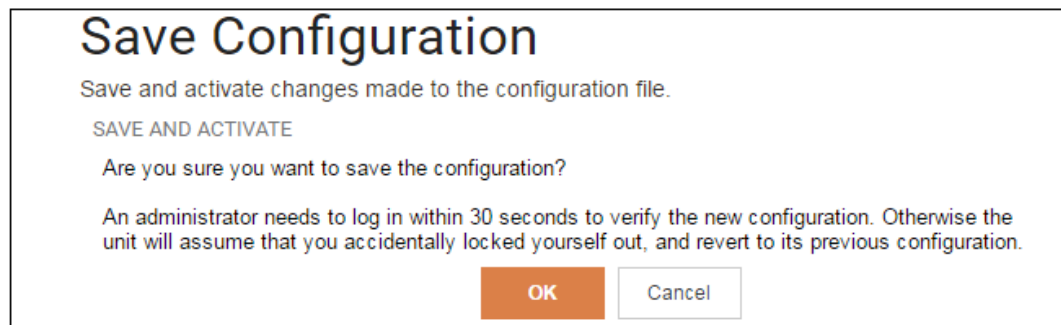 Save Configuration
Save and activate changes made to the configuration file.
SAVE AND ACTIVATE
Are you sure you want to save the configuration?
An administrator needs to log in within 30 seconds to verify the new configuration. Otherwise the
unit will assume that you accidentally locked yourself out, and revert to its previous configuration.
OK Cancel